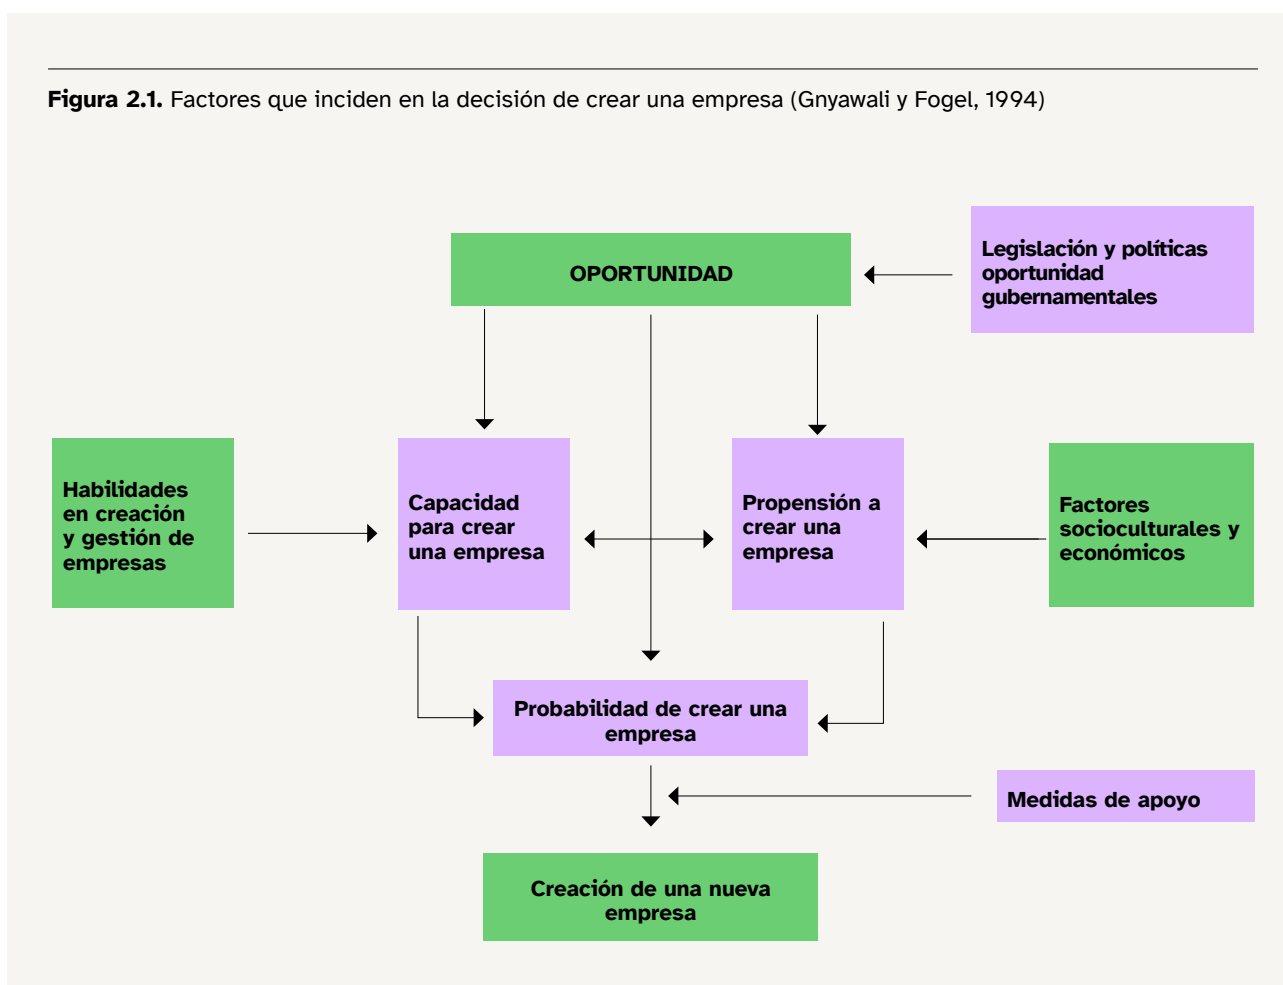 Figura 2.1. Factores que inciden en la decisión de crear una empresa (Gnyawali y Fogel, 1994)
OPORTUNIDAD
Legislación y políticas
oportunidad
gubernamentales
Habilidades
en creación
y gestión de
empresas
Capacidad
para crear
una empresa
Propensión a
crear una
empresa
Factores
socioculturales y
económicos
Probabilidad de crear una
empresa
Medidas de apoyo
Creación de una nueva
empresa